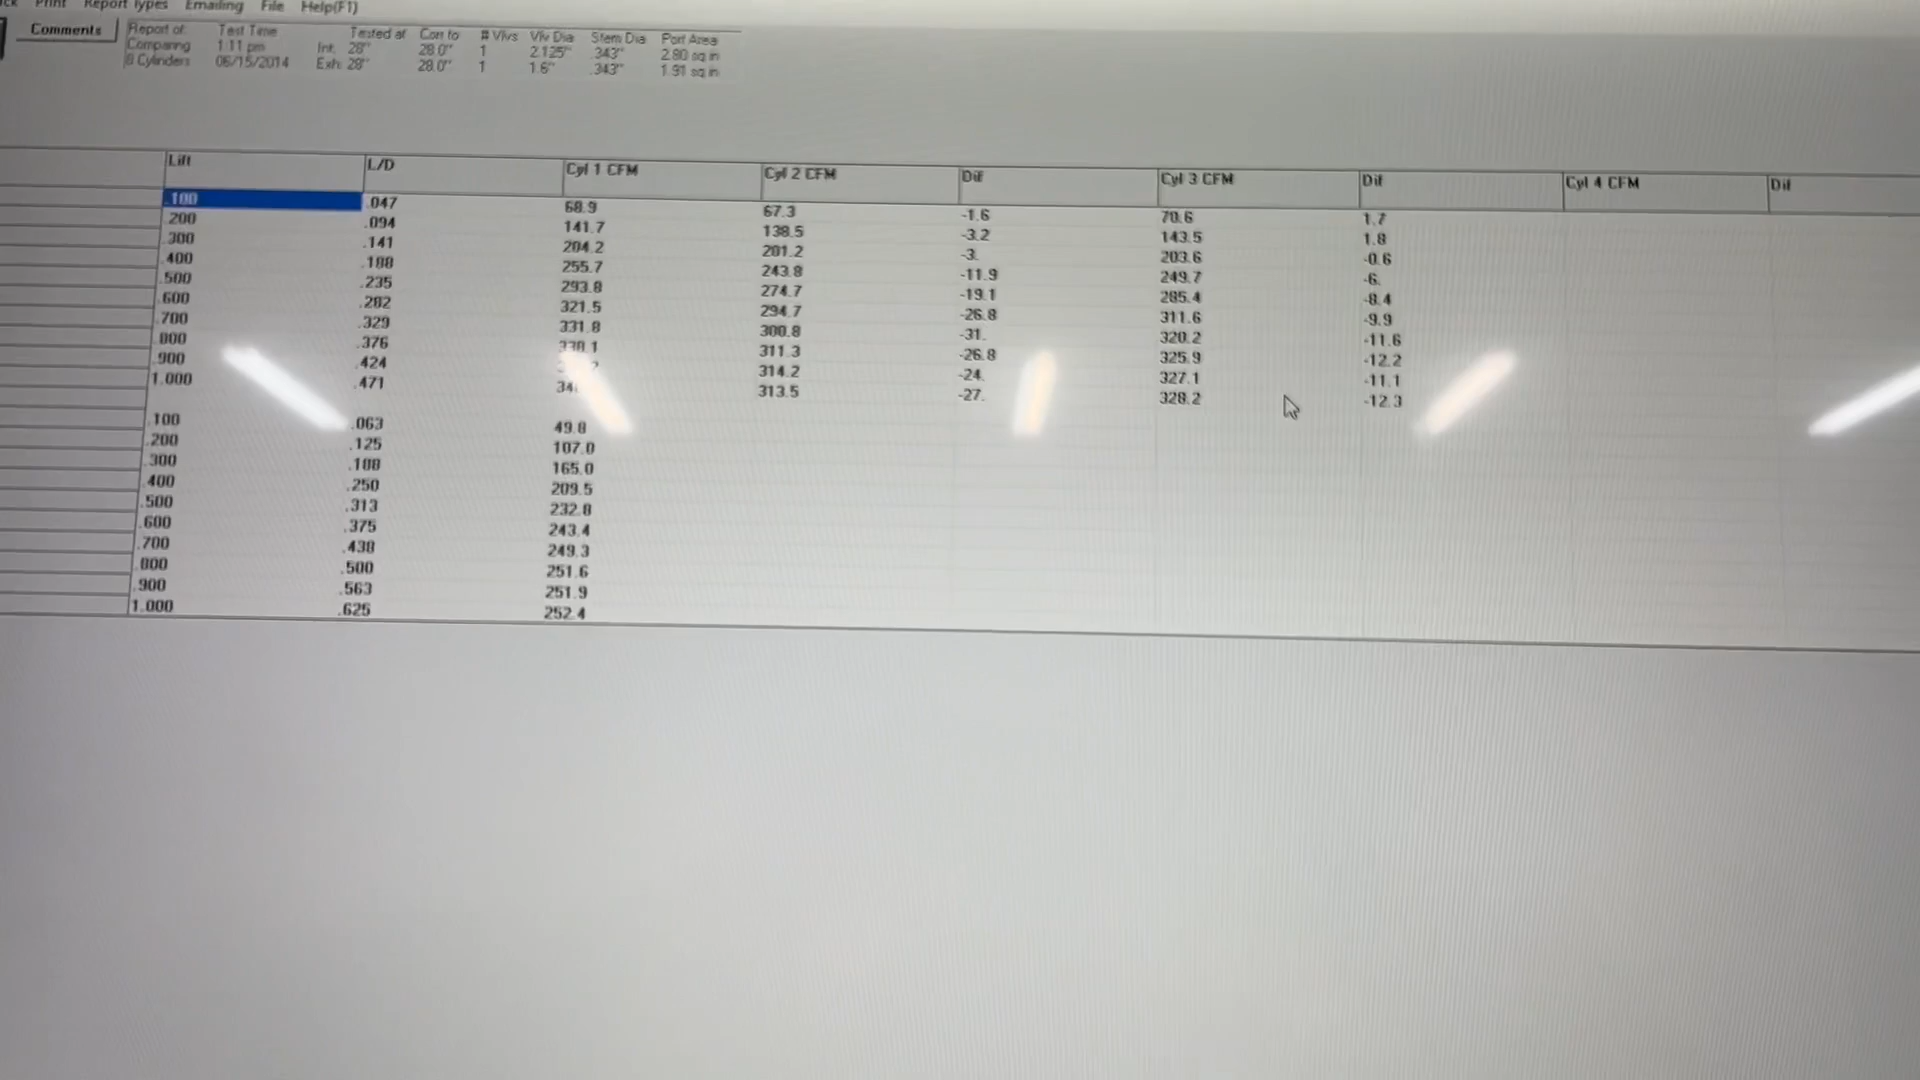 Print Report Types Emailing File Help(F1)
Comments
Report of: Test Time Tested at Corr to # Vlvs Vlv Dia Stem Dia Port Area
Comparing 1:11 pm Int. 28" 28.0" 1 2.125" .343" 2.80 sq in
8 Cylinders 06/15/2014 Exh: 28" 28.0" 1 1.6" .343" 1.91 sq in
Lift L/D Cyl 1 CFM Cyl 2 CFM Dif Cyl 3 CFM Dif Cyl 4 CFM Dif
.100 .047 68.9 67.3 -1.6 70.6 1.7
.200 .094 141.7 138.5 -3.2 143.5 1.8
.300 .141 204.2 201.2 -3. 203.6 -0.6
.400 .188 255.7 243.8 -11.9 249.7 -6.
.500 .235 293.8 274.7 -19.1 285.4 -8.4
.600 .282 321.5 294.7 -26.8 311.6 -9.9
.700 .329 331.8 300.8 -31. 320.2 -11.6
.800 .376 338.1 311.3 -26.8 325.9 -12.2
.900 .424 314.2 -24. 327.1 -11.1
1.000 .471 313.5 -27. 328.2 -12.3
.100 .063 49.8
.200 .125 107.0
.300 .188 165.0
.400 .250 209.5
.500 .313 232.8
.600 .375 243.4
.700 .438 249.3
.800 .500 251.6
.900 .563 251.9
1.000 .625 252.4